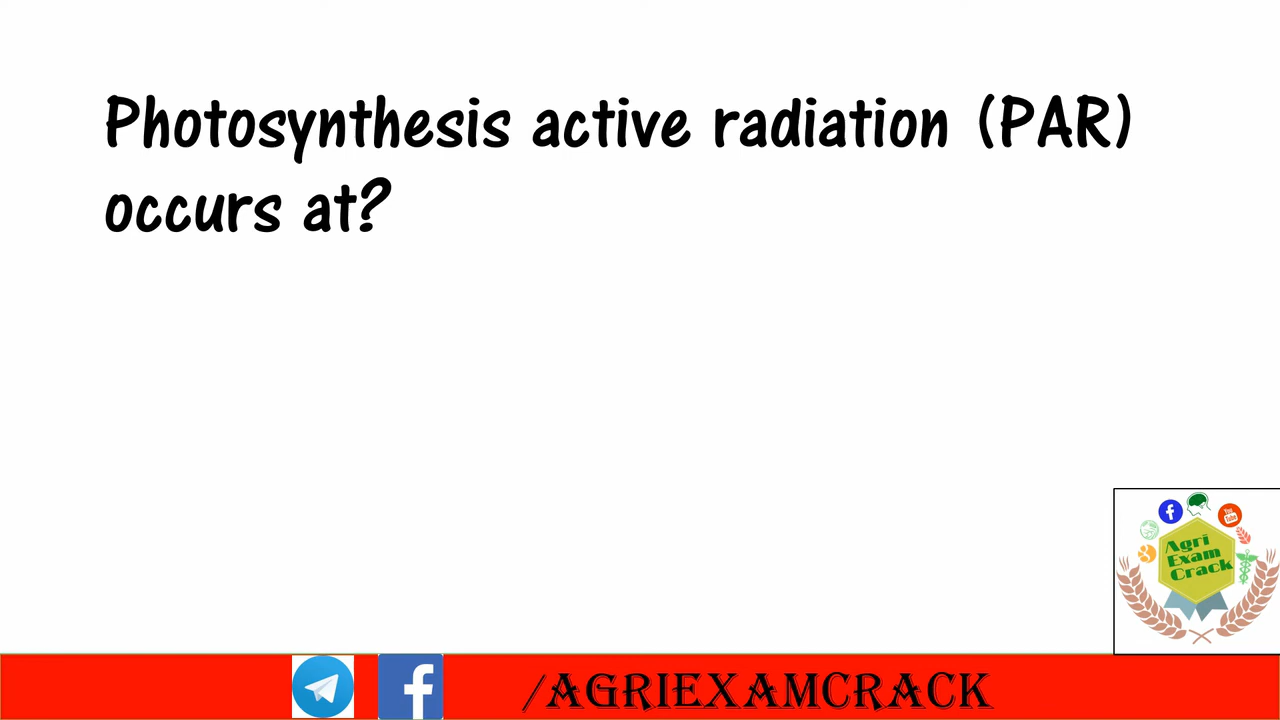 Photosynthesis active radiation (PAR)
occurs at?
Agri
Exam
Crack
/AGRIEXAMCRACK